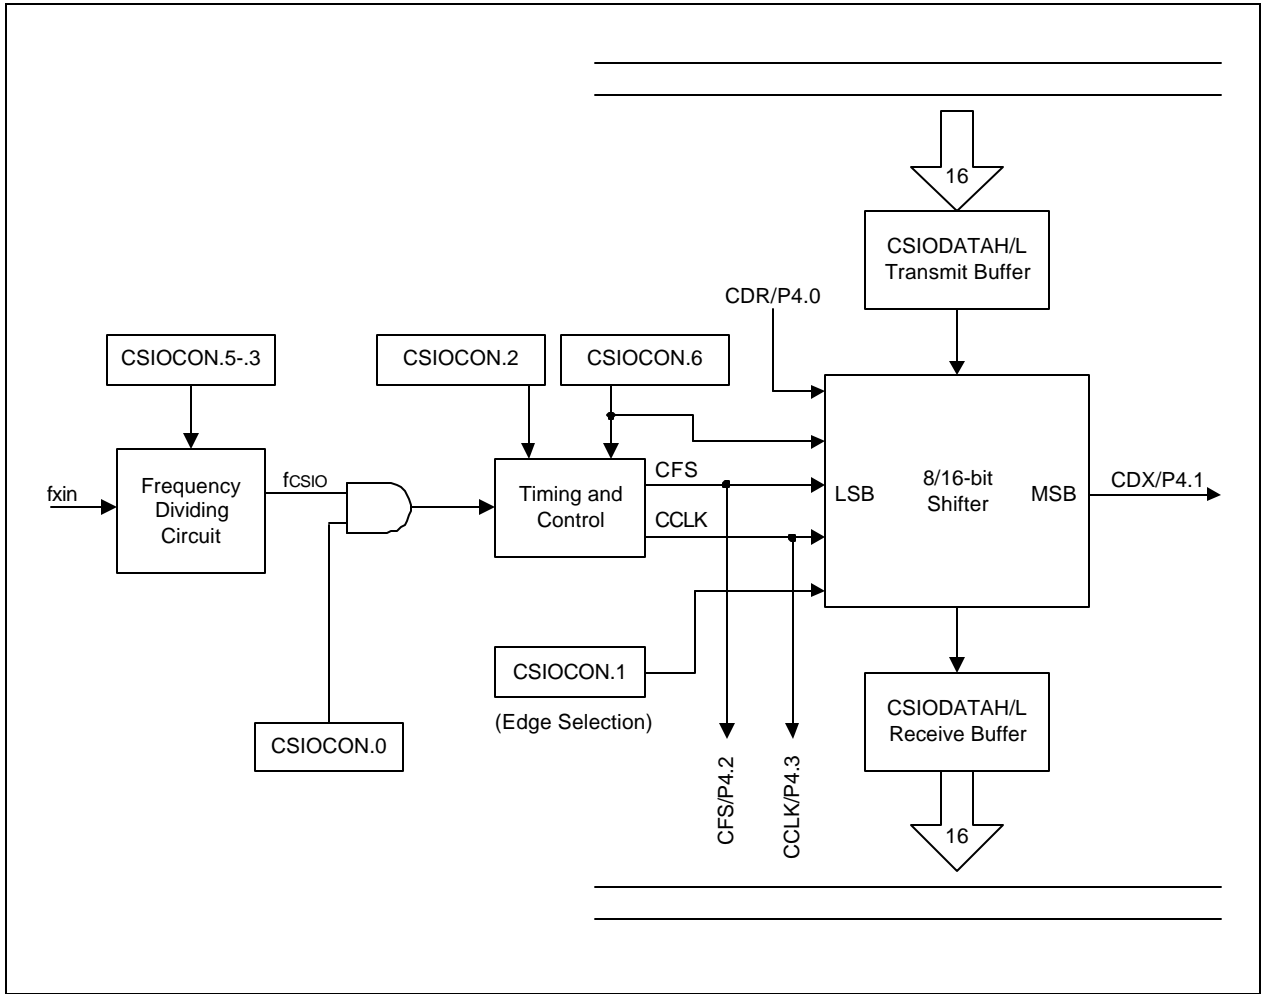 16
CSIODATAH/L
Transmit Buffer
CDR/P4.0
CSIOCON.5-.3
CSIOCON.2
CSIOCON.6
fxin
Frequency
Dividing
Circuit
fCSIO
Timing and
Control
CFS
CCLK
LSB
8/16-bit
Shifter
MSB
CDX/P4.1
CSIOCON.1
(Edge Selection)
CSIOCON.0
CFS/P4.2
CCLK/P4.3
CSIODATAH/L
Receive Buffer
16